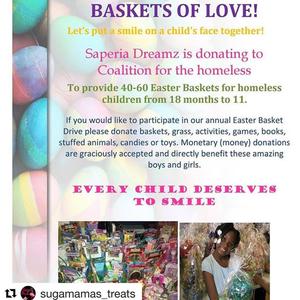 BASKETS OF LOVE!
Let's put a smile on a child's face together!
Saperia Dreamz is donating to
Coalition for the homeless
To provide 40-60 Easter Baskets for homeless
children from 18 months to 11.
If you would like to participate in our annual Easter Basket
Drive please donate baskets, grass, activities, games, books,
stuffed animals, candies or toys. Monetary (money) donations
are graciously accepted and directly benefit these amazing
boys and girls.
EVERY CHILD DESERVES
TO SMILE
sugamamas_treats